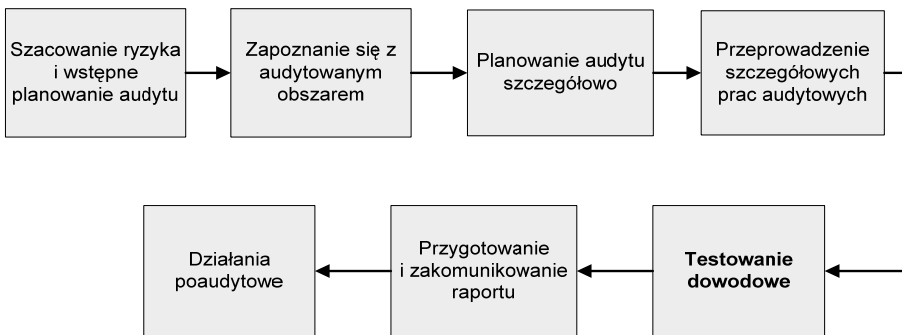 Szacowanie ryzyka
i wstępne
planowanie audytu
Zapoznanie się z
audytowanym
obszarem
Planowanie audytu
szczegółowo
Przeprowadzenie
szczegółowych
prac audytowych
Testowanie
dowodowe
Przygotowanie
i zakomunikowanie
raportu
Działania
poaudytowe